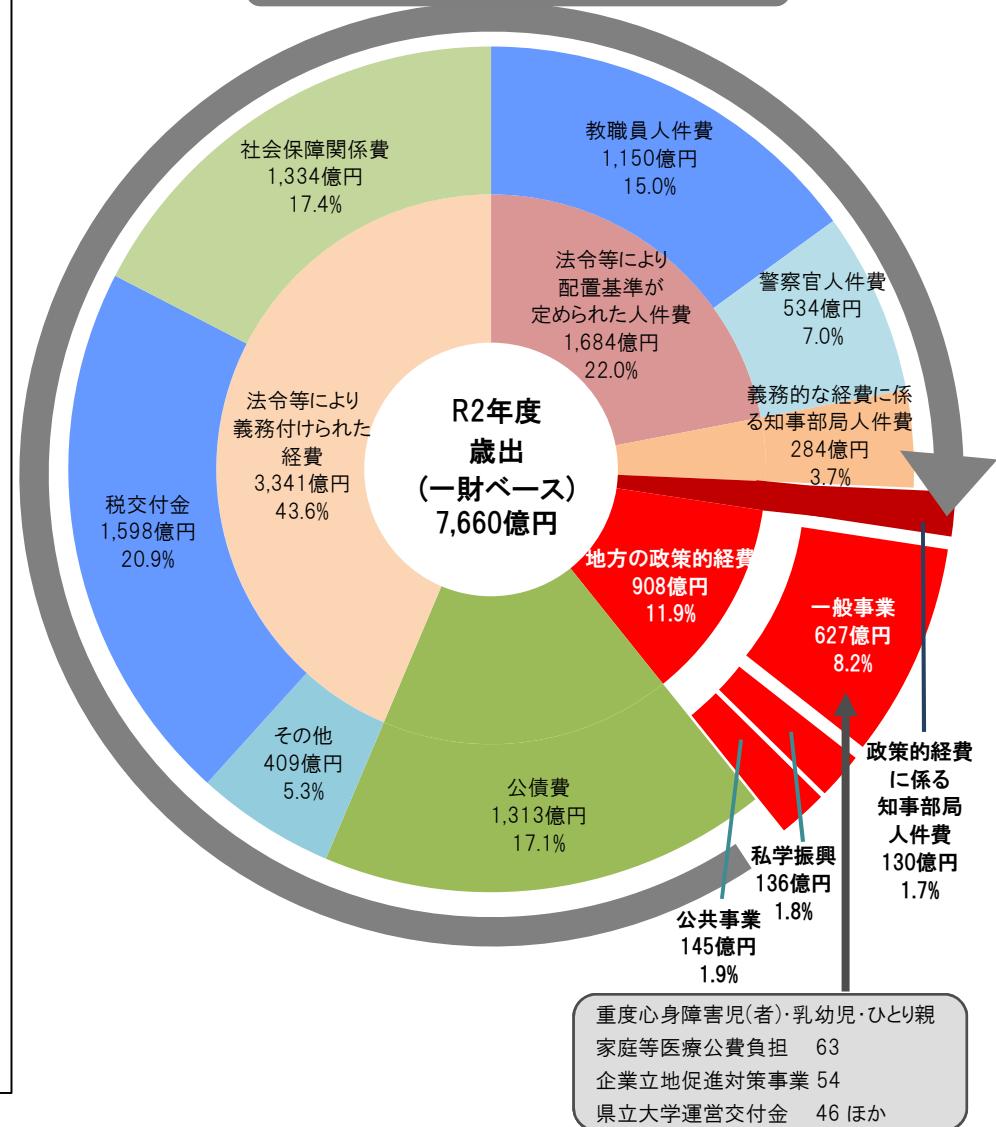 社会保障関係費
1,334億円
17.4%
教職員人件費
1,150億円
15.0%
法令等により
配置基準が
定められた人件費
1,684億円
22.0%
警察官人件費
534億円
7.0%
義務的な経費に係
る知事部局人件費
284億円
3.7%
法令等により
義務付けられた
経費
3,341億円
43.6%
R2年度
歳出
(一財ベース)
7,660億円
税交付金
1,598億円
20.9%
地方の政策的経費
908億円
11.9%
一般事業
627億円
8.2%
その他
409億円
5.3%
公債費
1,313億円
17.1%
政策的経費
に係る
知事部局
人件費
130億円
1.7%
私学振興
136億円
1.8%
公共事業
145億円
1.9%
重度心身障害児(者)・乳幼児・ひとり親
家庭等医療公費負担 63
企業立地促進対策事業 54
県立大学運営交付金 46 ほか